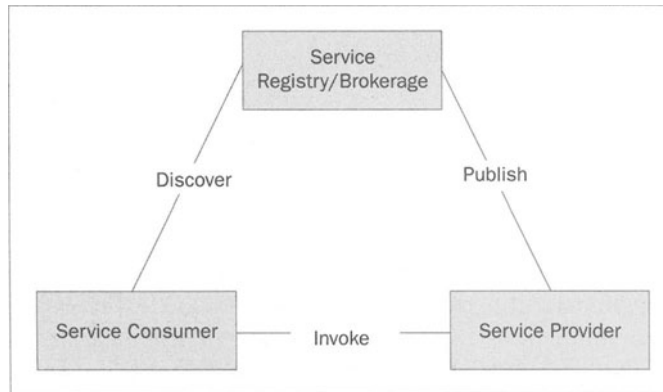 Service
Registry/Brokerage
Discover
Publish
Service Consumer
Invoke
Service Provider